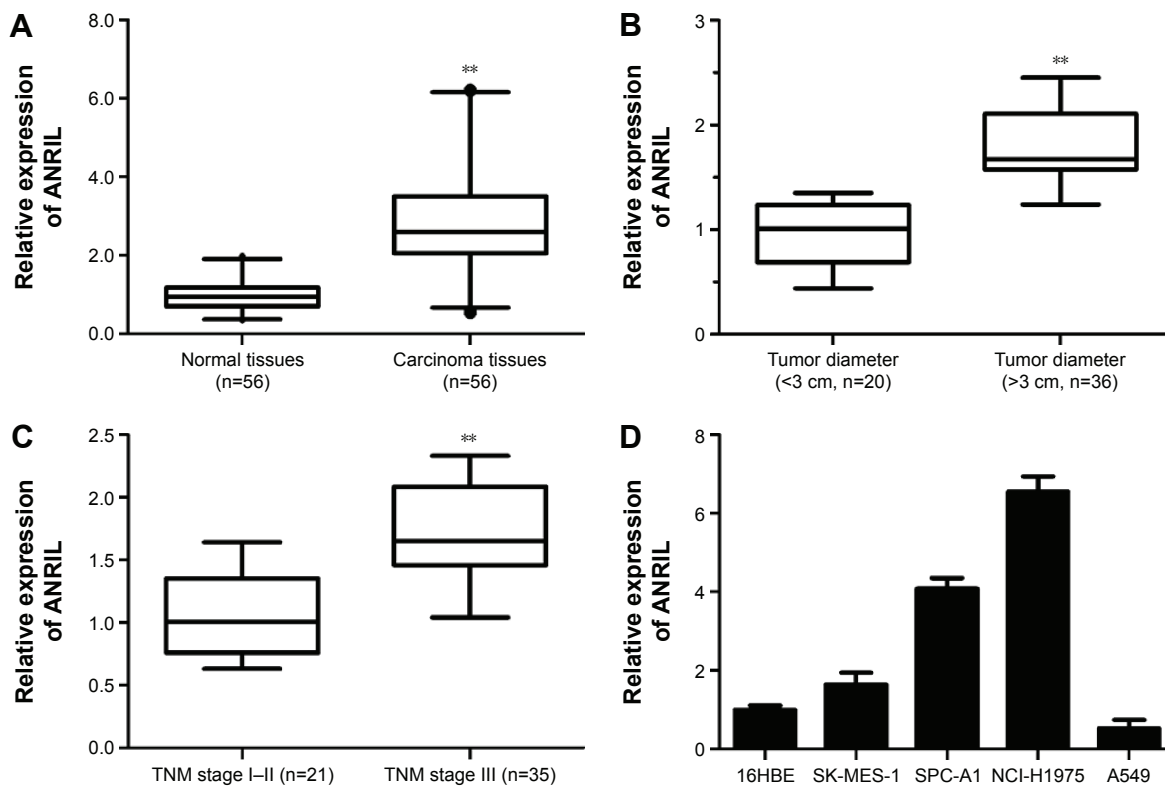 A
Relative expression
of ANRIL
8.0
6.0
4.0
2.0
0.0
**
Normal tissues
(n=56)
Carcinoma tissues
(n=56)
B
Relative expression
of ANRIL
3
2
1
0
**
Tumor diameter
(<3 cm, n=20)
Tumor diameter
(>3 cm, n=36)
C
Relative expression
of ANRIL
2.5
2.0
1.5
1.0
0.5
0.0
**
TNM stage I–II (n=21)
TNM stage III (n=35)
D
Relative expression
of ANRIL
8
6
4
2
0
16HBE
SK-MES-1
SPC-A1
NCI-H1975
A549